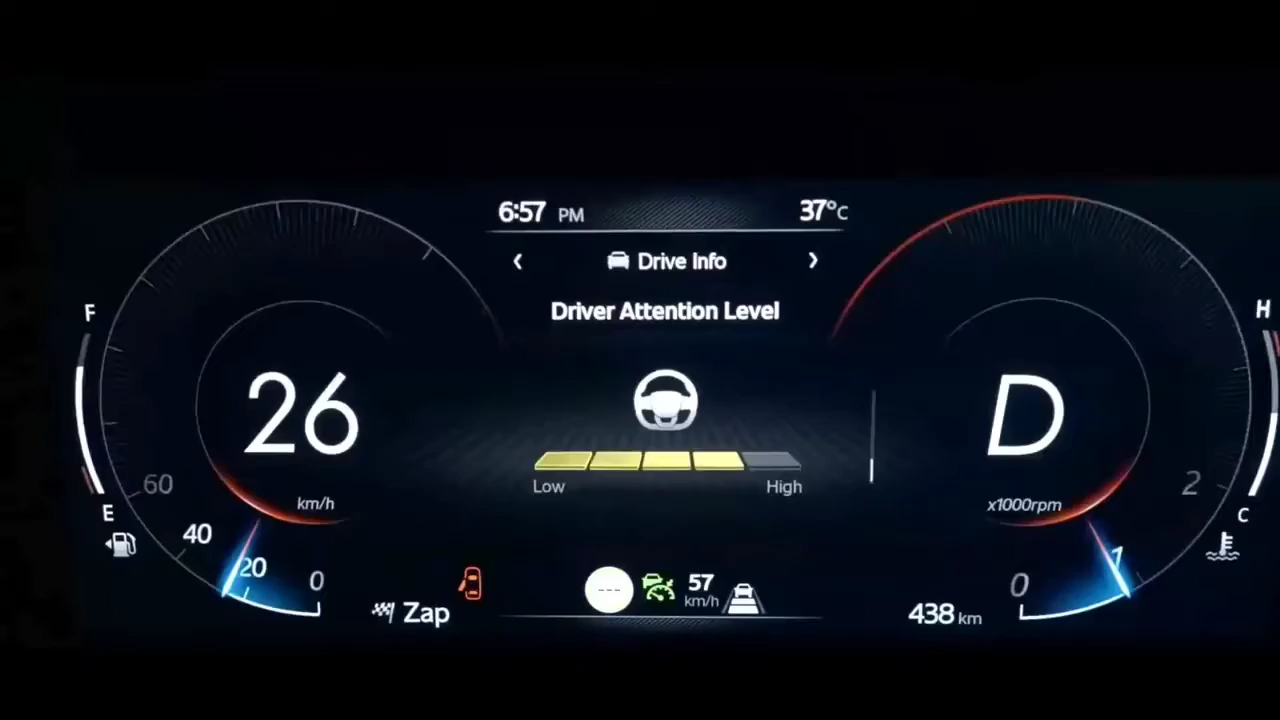 6:57 PM 37°C
‹ Drive Info ›
Driver Attention Level
F
H
26
D
Low High
60
2
km/h
x1000rpm
E
C
40
20
0
1
0
--- 57 km/h
Zap
438 km